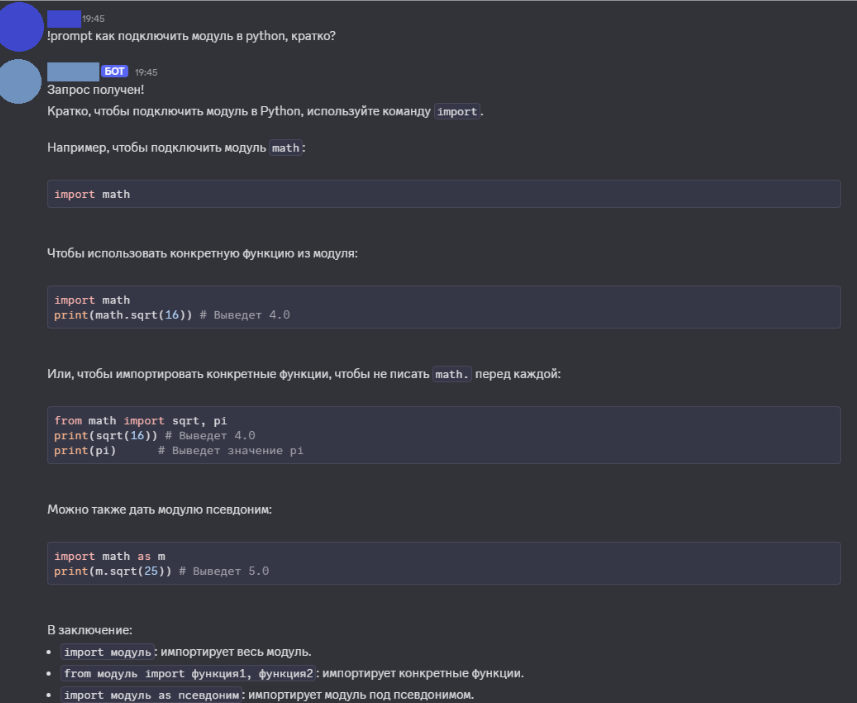 19:45
!prompt как подключить модуль в python, кратко?
БОТ 19:45
Запрос получен!
Кратко, чтобы подключить модуль в Python, используйте команду import.
Например, чтобы подключить модуль math:
import math
Чтобы использовать конкретную функцию из модуля:
import math
print(math.sqrt(16)) # Выведет 4.0
Или, чтобы импортировать конкретные функции, чтобы не писать math. перед каждой:
from math import sqrt, pi
print(sqrt(16)) # Выведет 4.0
print(pi)      # Выведет значение pi
Можно также дать модулю псевдоним:
import math as m
print(m.sqrt(25)) # Выведет 5.0
В заключение:
• import модуль: импортирует весь модуль.
• from модуль import функция1, функция2: импортирует конкретные функции.
• import модуль as псевдоним: импортирует модуль под псевдонимом.